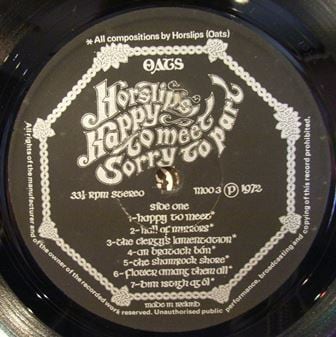 * All compositions by Horslips (Oats)
OATS
Horslips
Happy
to meet
Sorry to part
33⅓ RPM STEREO
MOO 3 Ⓟ 1972
side one
1-happy to meet
2-hall of mirrors*
3-the clergy's lamentation*
4-an bratach bán*
5-the shamrock shore*
6-flower amang them all*
7-bím istigh ag ól*
made in ireland
All rights of the manufacturer and of the owner of the recorded work reserved. Unauthorised public performance, broadcasting and copying of this record prohibited.